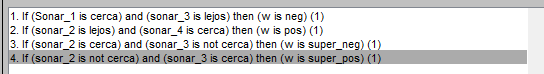 1. If (Sonar_1 is cerca) and (sonar_3 is lejos) then (w is neg) (1)
2. If (sonar_2 is lejos) and (sonar_4 is cerca) then (w is pos) (1)
3. If (sonar_2 is cerca) and (sonar_3 is not cerca) then (w is super_neg) (1)
4. If (sonar_2 is not cerca) and (sonar_3 is cerca) then (w is super_pos) (1)